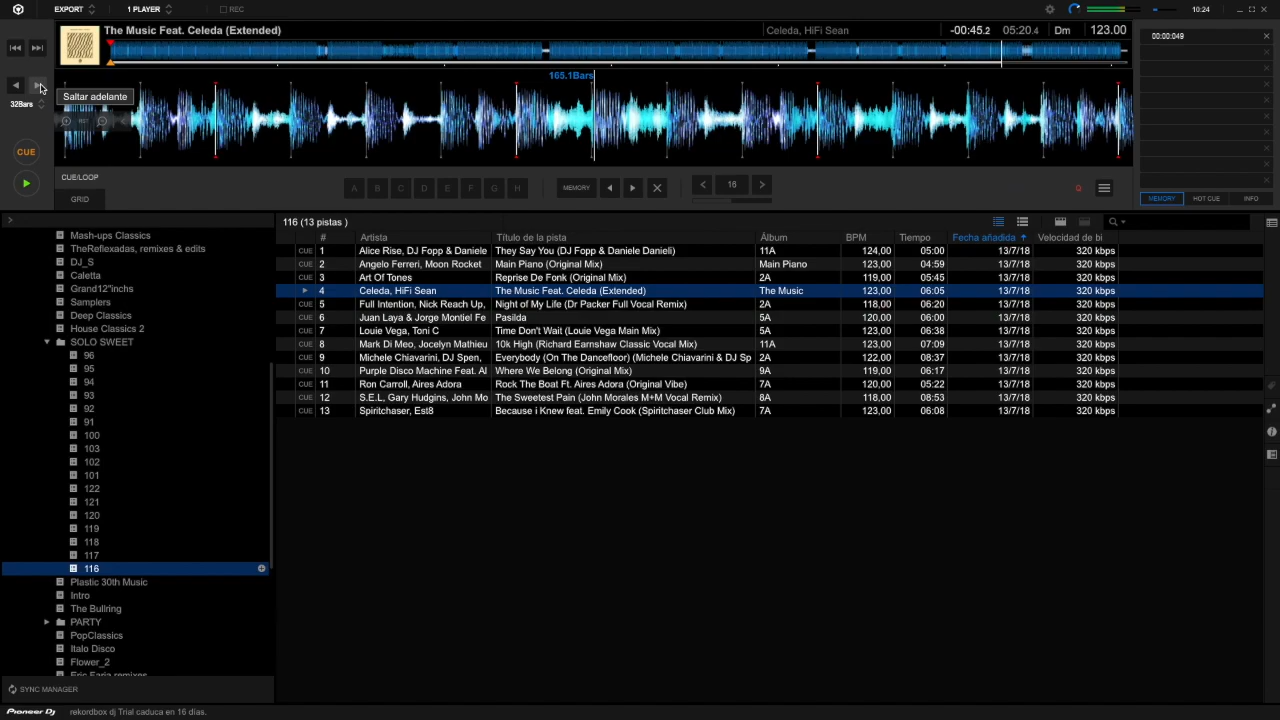 EXPORT 1 PLAYER REC 10:24
The Music Feat. Celeda (Extended) Celeda, HiFi Sean -00:45.2 05:20.4 Dm 123.00
00:00:049
165.1Bars
Saltar adelante
32Bars
RST
CUE
CUE/LOOP
GRID
A B C D E F G H MEMORY 16
MEMORY HOT CUE INFO
116 (13 pistas )
# Artista Título de la pista Álbum BPM Tiempo Fecha añadida Velocidad de bi
CUE 1 Alice Rise, DJ Fopp & Daniele They Say You (DJ Fopp & Daniele Danieli) 11A 124,00 05:00 13/7/18 320 kbps
CUE 2 Angelo Ferreri, Moon Rocket Main Piano (Original Mix) Main Piano 123,00 04:59 13/7/18 320 kbps
CUE 3 Art Of Tones Reprise De Fonk (Original Mix) 2A 119,00 05:45 13/7/18 320 kbps
4 Celeda, HiFi Sean The Music Feat. Celeda (Extended) The Music 123,00 06:05 13/7/18 320 kbps
CUE 5 Full Intention, Nick Reach Up, Night of My Life (Dr Packer Full Vocal Remix) 2A 118,00 06:20 13/7/18 320 kbps
CUE 6 Juan Laya & Jorge Montiel Fe Pasilda 5A 123,00 06:00 13/7/18 320 kbps
CUE 7 Louie Vega, Toni C Time Don't Wait (Louie Vega Main Mix) 5A 123,00 06:38 13/7/18 320 kbps
CUE 8 Mark Di Meo, Jocelyn Mathieu 10k High (Richard Earnshaw Classic Vocal Mix) 11A 123,00 07:09 13/7/18 320 kbps
CUE 9 Michele Chiavarini, DJ Spen, Everybody (On The Dancefloor) (Michele Chiavarini & DJ Sp 2A 122,00 08:37 13/7/18 320 kbps
CUE 10 Purple Disco Machine Feat. Al Where We Belong (Original Mix) 9A 119,00 06:17 13/7/18 320 kbps
CUE 11 Ron Carroll, Aires Adora Rock The Boat Ft. Aires Adora (Original Vibe) 7A 120,00 05:22 13/7/18 320 kbps
CUE 12 S.E.L, Gary Hudgins, John Mo The Sweetest Pain (John Morales M+M Vocal Remix) 8A 118,00 08:53 13/7/18 320 kbps
CUE 13 Spiritchaser, Est8 Because i Knew feat. Emily Cook (Spiritchaser Club Mix) 7A 123,00 06:08 13/7/18 320 kbps
Mash-ups Classics
TheReflexadas, remixes & edits
DJ_S
Caletta
Grand12"inchs
Samplers
Deep Classics
House Classics 2
SOLO SWEET
96
95
94
93
92
91
100
103
102
101
122
121
120
119
118
117
116
Plastic 30th Music
Intro
The Bullring
PARTY
PopClassics
Italo Disco
Flower_2
Eric Faria remixes
SYNC MANAGER
Pioneer Dj rekordbox dj Trial caduca en 16 días.